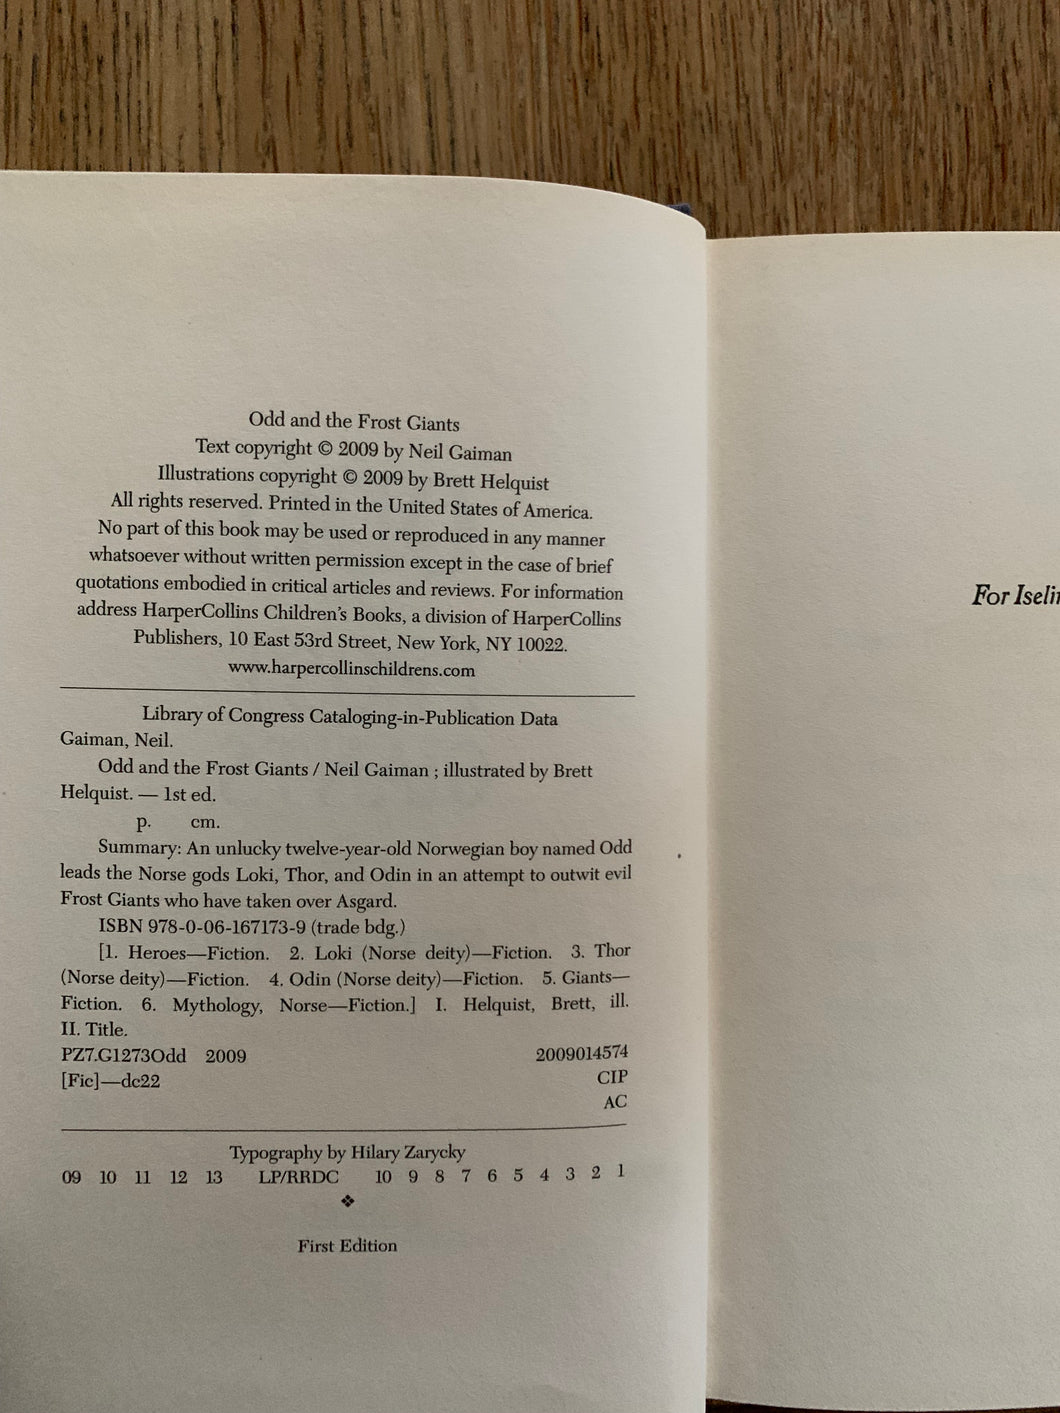 Odd and the Frost Giants
Text copyright © 2009 by Neil Gaiman
Illustrations copyright © 2009 by Brett Helquist
All rights reserved. Printed in the United States of America.
No part of this book may be used or reproduced in any manner
whatsoever without written permission except in the case of brief
quotations embodied in critical articles and reviews. For information
address HarperCollins Children's Books, a division of HarperCollins
Publishers, 10 East 53rd Street, New York, NY 10022.
www.harpercollinschildrens.com
Library of Congress Cataloging-in-Publication Data
Gaiman, Neil.
Odd and the Frost Giants / Neil Gaiman ; illustrated by Brett
Helquist. — 1st ed.
p. cm.
Summary: An unlucky twelve-year-old Norwegian boy named Odd
leads the Norse gods Loki, Thor, and Odin in an attempt to outwit evil
Frost Giants who have taken over Asgard.
ISBN 978-0-06-167173-9 (trade bdg.)
[1. Heroes—Fiction. 2. Loki (Norse deity)—Fiction. 3. Thor
(Norse deity)—Fiction. 4. Odin (Norse deity)—Fiction. 5. Giants—
Fiction. 6. Mythology, Norse—Fiction.] I. Helquist, Brett, ill.
II. Title.
PZ7.G1273Odd 2009 2009014574
[Fic]—dc22 CIP
AC
Typography by Hilary Zarycky
09 10 11 12 13 LP/RRDC 10 9 8 7 6 5 4 3 2 1
❖
First Edition
For